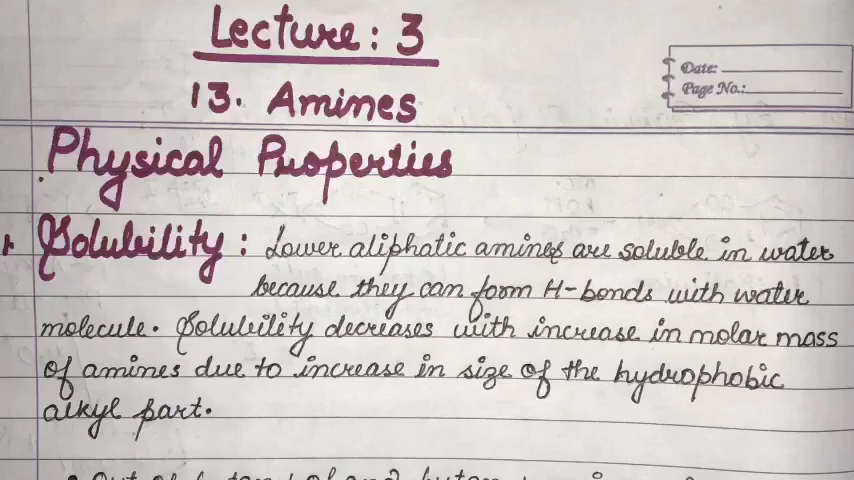 Lecture: 3
13. Amines
Date:
Page No.:
Physical Properties
1. Solubility: Lower aliphatic amines are soluble in water
because they can form H-bonds with water
molecule. Solubility decreases with increase in molar mass
of amines due to increase in size of the hydrophobic
alkyl part.